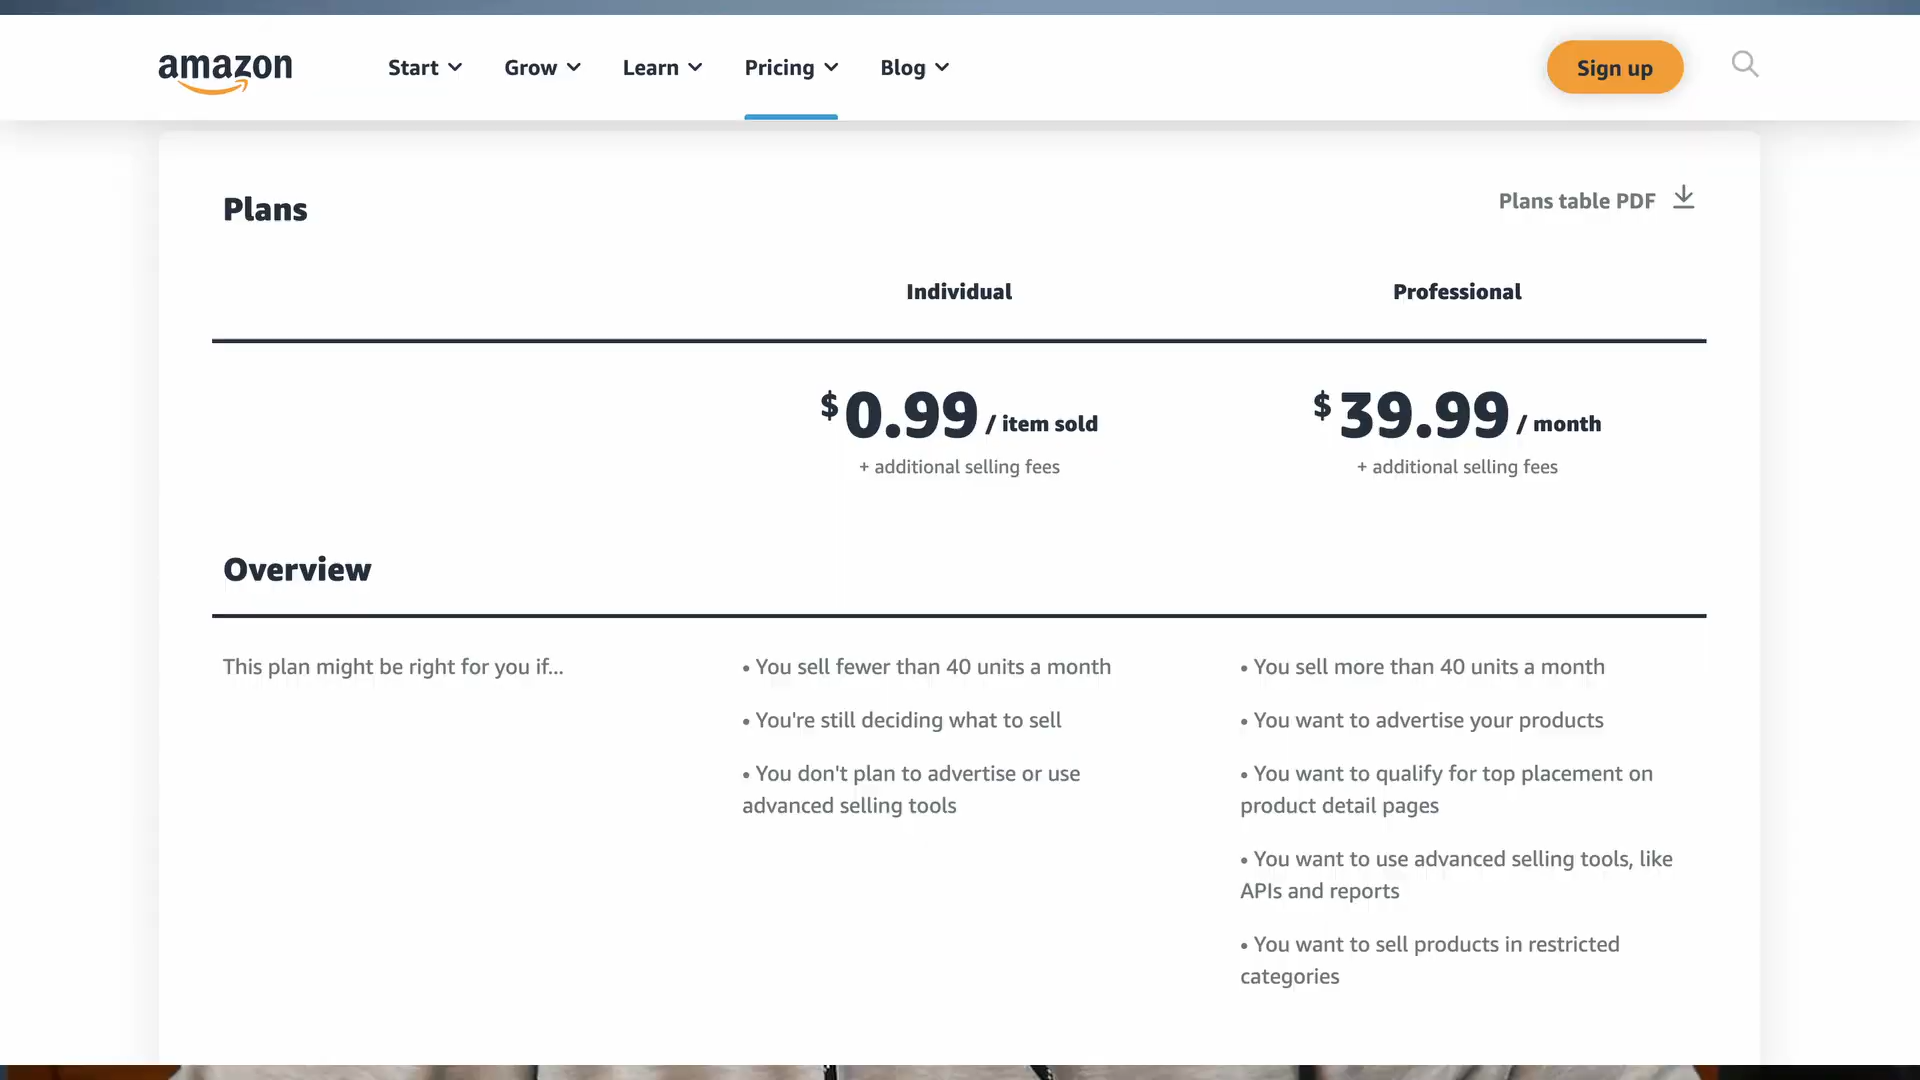 amazon
Start
Grow
Learn
Pricing
Blog
Sign up
Plans
Plans table PDF
Individual
Professional
$0.99 / item sold
$39.99 / month
+ additional selling fees
+ additional selling fees
Overview
This plan might be right for you if...
• You sell fewer than 40 units a month
• You're still deciding what to sell
• You don't plan to advertise or use
advanced selling tools
• You sell more than 40 units a month
• You want to advertise your products
• You want to qualify for top placement on
product detail pages
• You want to use advanced selling tools, like
APIs and reports
• You want to sell products in restricted
categories